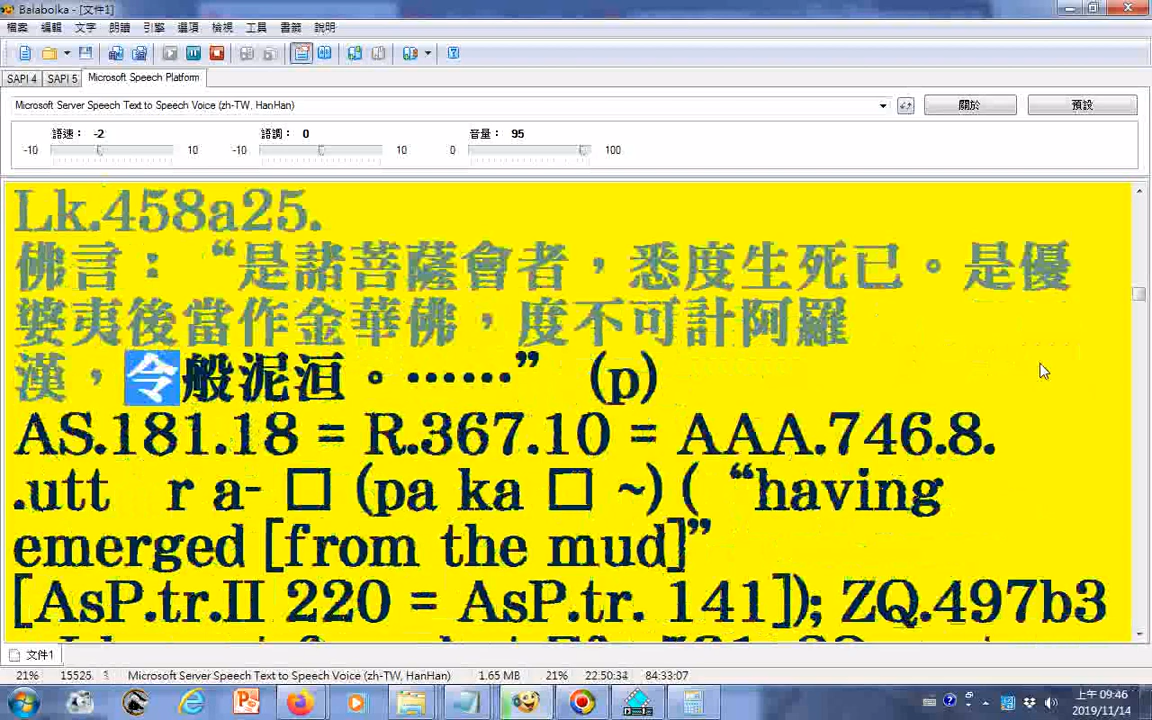 Balabolka - [文件1]
檔案 編輯 文字 朗讀 引擎 選項 檢視 工具 書籤 說明
SAPI 4 SAPI 5 Microsoft Speech Platform
Microsoft Server Speech Text to Speech Voice (zh-TW, HanHan) 關於 預設
語速： -2 語調： 0 音量： 95
-10 10 -10 10 0 100
Lk.458a25.
佛言：“是諸菩薩會者，悉度生死已。是優
婆夷後當作金華佛，度不可計阿羅
漢，令般泥洹。……” (p)
AS.181.18 = R.367.10 = AAA.746.8.
.utt r a- □ (pa ka □ ~) ( “having
emerged [from the mud]”
[AsP.tr.II 220 = AsP.tr. 141]); ZQ.497b3
文件1
21% 15525. Microsoft Server Speech Text to Speech Voice (zh-TW, HanHan) 1.65 MB 21% 22:50:34 84:33:07
上午 09:46
2019/11/14